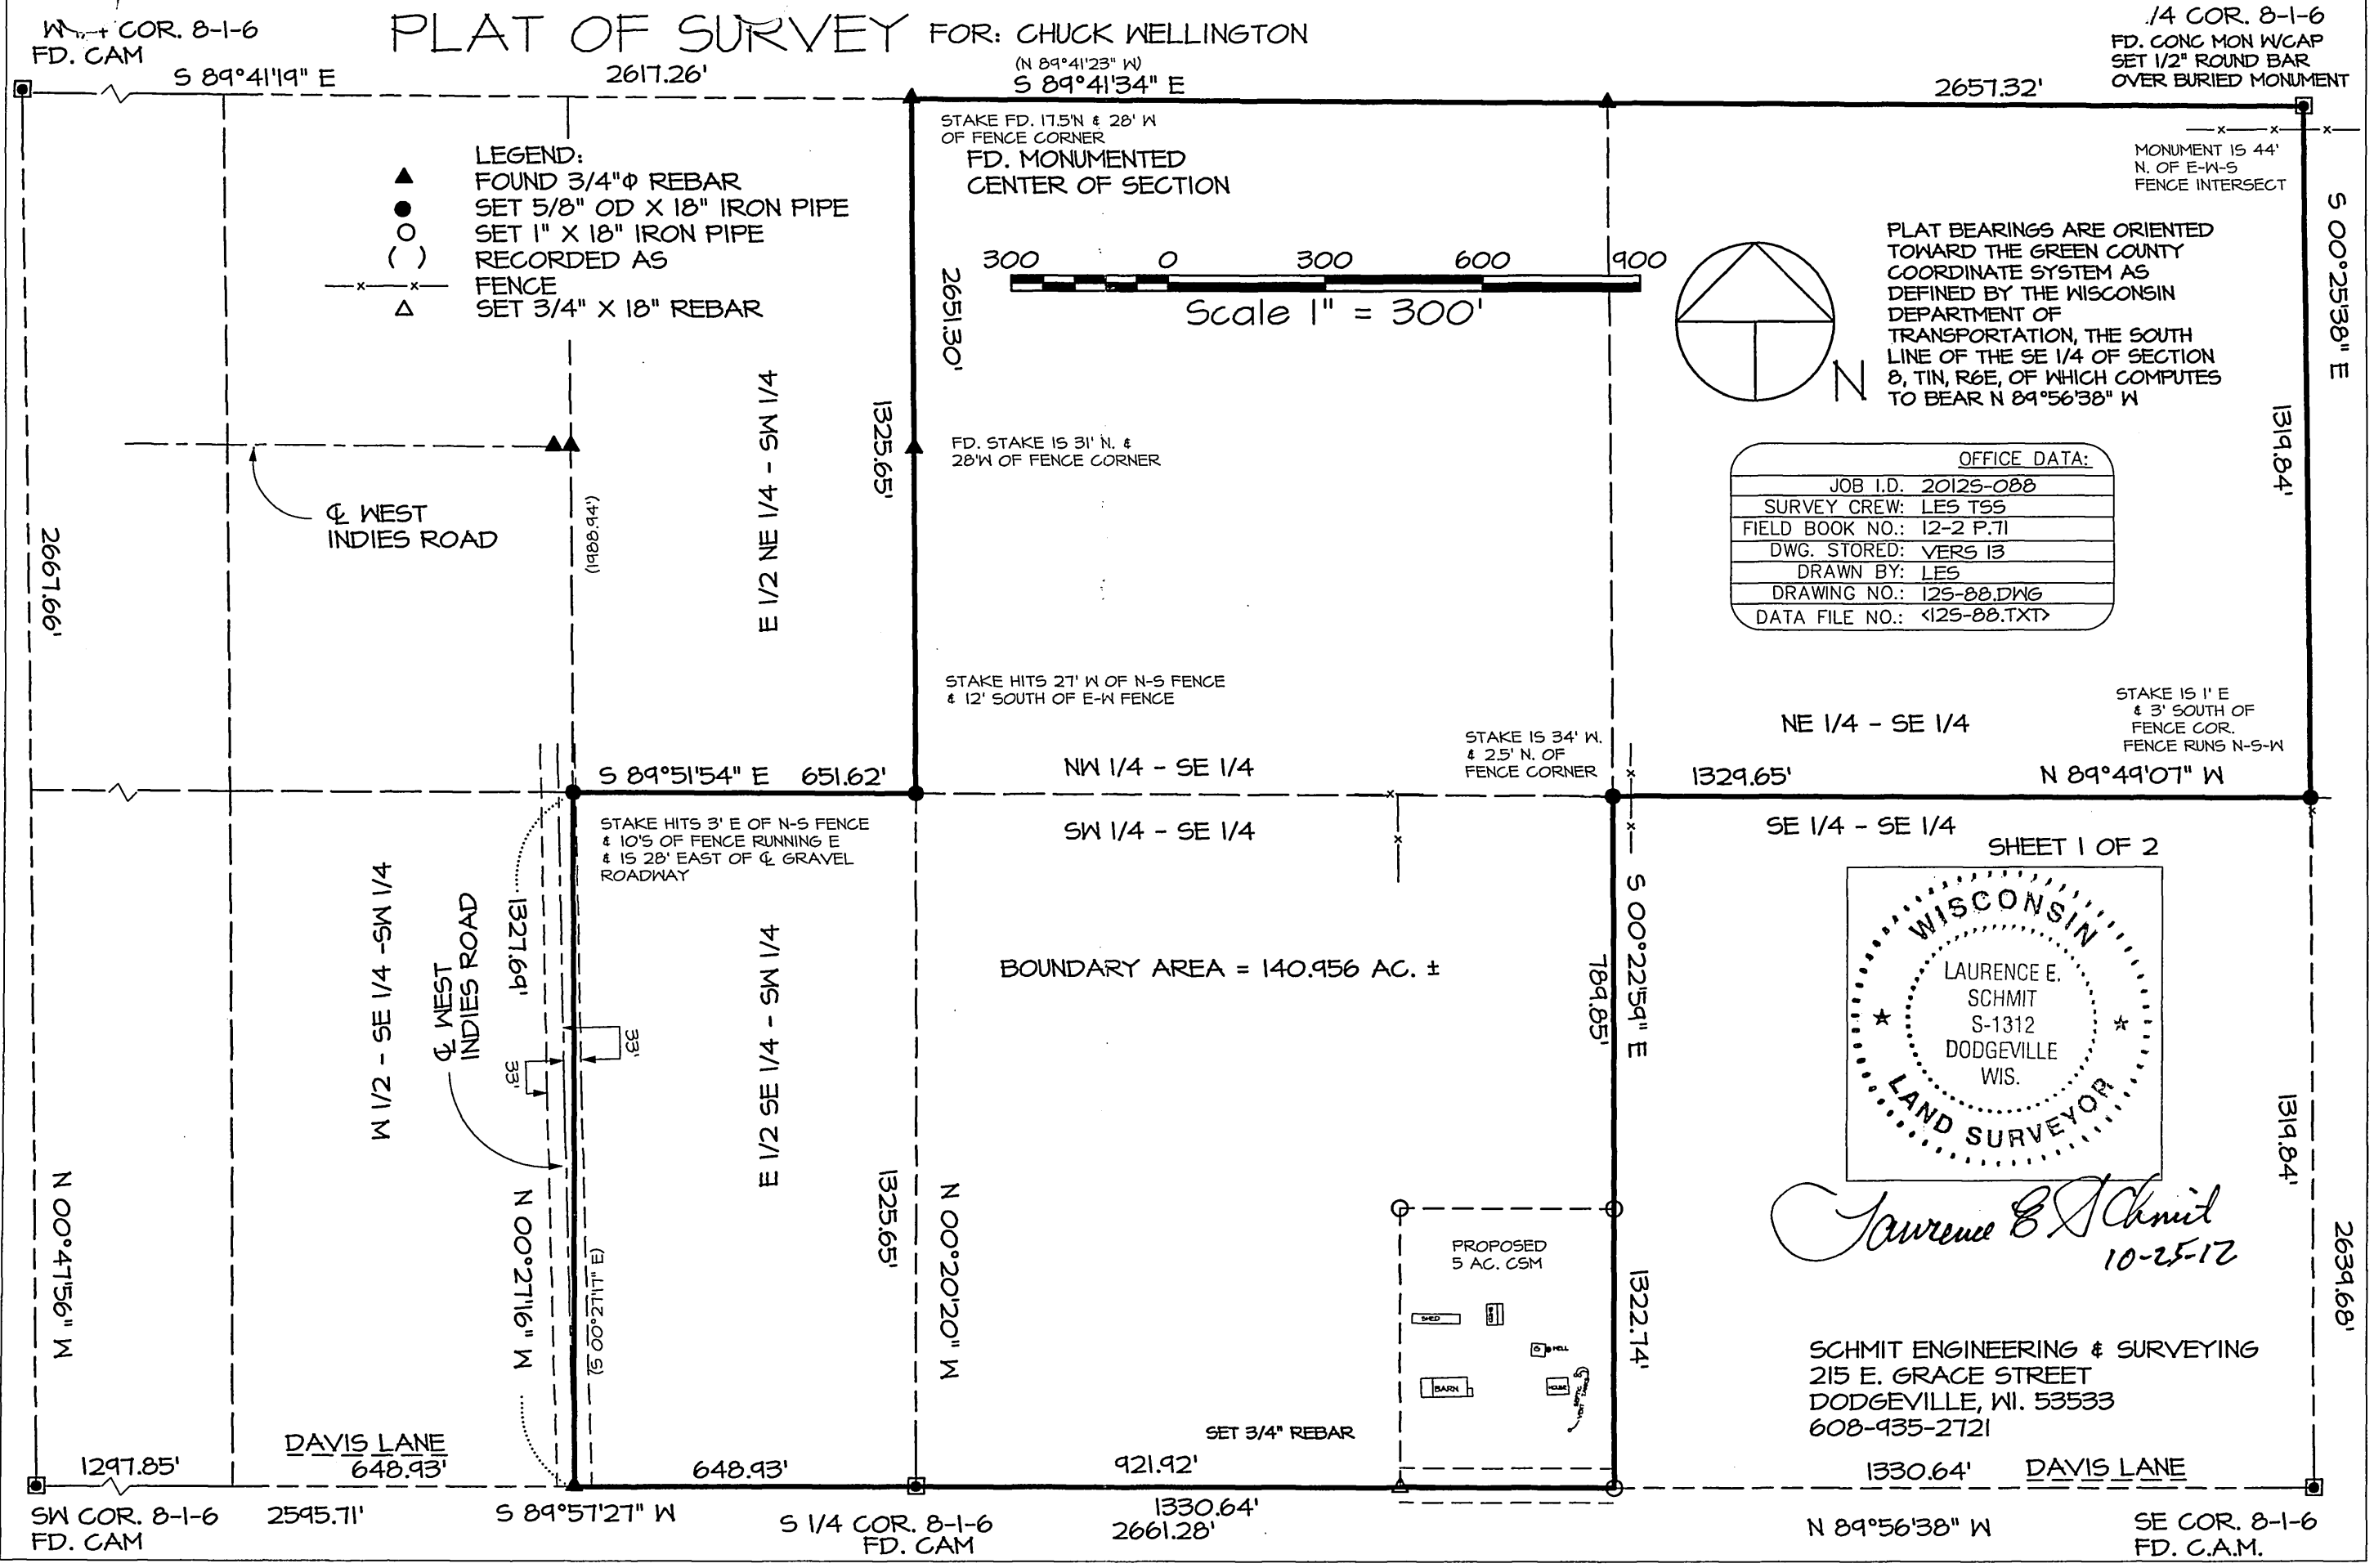 PLAT OF SURVEY FOR: CHUCK WELLINGTON
COR. 8-1-6
FD. CAM
S 89°41'19" E
2617.26'
(N 89°41'23" W)
S 89°41'34" E
2657.32'
/4 COR. 8-1-6
FD. CONC MON W/CAP
SET 1/2" ROUND BAR
OVER BURIED MONUMENT
STAKE FD. 17.5'N & 28' W
OF FENCE CORNER
FD. MONUMENTED
CENTER OF SECTION
MONUMENT IS 44'
N. OF E-W-S
FENCE INTERSECT
LEGEND:
FOUND 3/4"Φ REBAR
SET 5/8" OD X 18" IRON PIPE
SET 1" X 18" IRON PIPE
( ) RECORDED AS
—x——x— FENCE
SET 3/4" X 18" REBAR
300 0 300 600 900
Scale 1" = 300'
N
PLAT BEARINGS ARE ORIENTED
TOWARD THE GREEN COUNTY
COORDINATE SYSTEM AS
DEFINED BY THE WISCONSIN
DEPARTMENT OF
TRANSPORTATION, THE SOUTH
LINE OF THE SE 1/4 OF SECTION
8, T1N, R6E, OF WHICH COMPUTES
TO BEAR N 89°56'38" W
S 00°25'38" E
1319.84'
2651.30'
1325.65'
E 1/2 NE 1/4 - SW 1/4
FD. STAKE IS 31' N. &
28'W OF FENCE CORNER
OFFICE DATA:
JOB I.D. 2012S-088
SURVEY CREW: LES TSS
FIELD BOOK NO.: 12-2 P.71
DWG. STORED: VERS 13
DRAWN BY: LES
DRAWING NO.: 12S-88.DWG
DATA FILE NO.: <12S-88.TXT>
℄ WEST
INDIES ROAD
(1988.94')
2667.66'
STAKE HITS 27' W OF N-S FENCE
& 12' SOUTH OF E-W FENCE
STAKE IS 34' W.
& 2.5' N. OF
FENCE CORNER
NE 1/4 - SE 1/4
STAKE IS 1' E
& 3' SOUTH OF
FENCE COR.
FENCE RUNS N-S-W
S 89°51'54" E 651.62'
NW 1/4 - SE 1/4
1329.65'
N 89°49'07" W
STAKE HITS 3' E OF N-S FENCE
& 10'S OF FENCE RUNNING E
& IS 28' EAST OF ℄ GRAVEL
ROADWAY
SW 1/4 - SE 1/4
SE 1/4 - SE 1/4
SHEET 1 OF 2
W 1/2 - SE 1/4 -SW 1/4
℄ WEST
INDIES ROAD
1327.69'
33'
33'
E 1/2 SE 1/4 - SW 1/4
BOUNDARY AREA = 140.956 AC. ±
789.85'
S 00°22'59" E
WISCONSIN
LAURENCE E.
SCHMIT
S-1312
DODGEVILLE
WIS.
LAND SURVEYOR
1319.84'
Laurence E Schmit
10-25-12
N 00°47'56" W
N 00°27'16" W
(S 00°27'17" E)
1325.65'
N 00°20'20" W
PROPOSED
5 AC. CSM
SHED
WELL
BARN
HOUSE
SEPTIC
VENT
1322.74'
2639.68'
SCHMIT ENGINEERING & SURVEYING
215 E. GRACE STREET
DODGEVILLE, WI. 53533
608-935-2721
SET 3/4" REBAR
DAVIS LANE
1297.85'
648.93'
648.93'
921.92'
1330.64'
DAVIS LANE
SW COR. 8-1-6
FD. CAM
2595.71'
S 89°57'27" W
S 1/4 COR. 8-1-6
FD. CAM
1330.64'
2661.28'
N 89°56'38" W
SE COR. 8-1-6
FD. C.A.M.